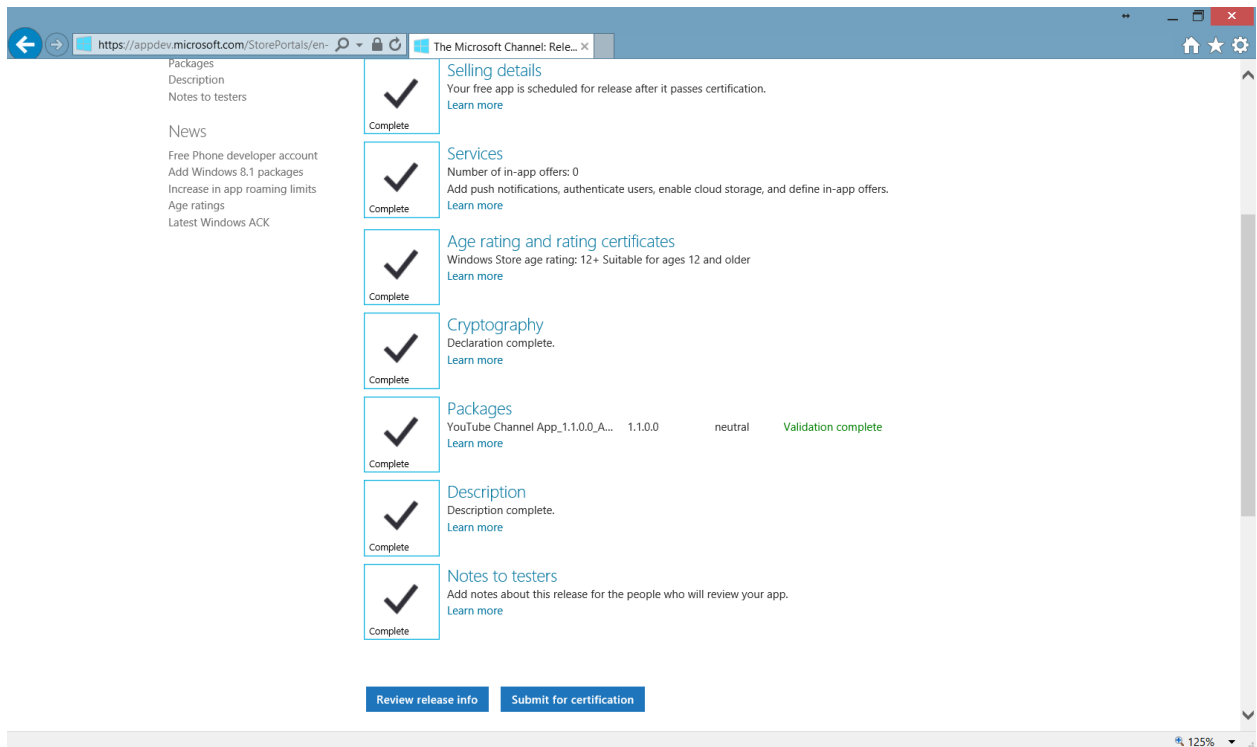 https://appdev.microsoft.com/StorePortals/en-
The Microsoft Channel: Rele...
Packages
Description
Notes to testers
News
Free Phone developer account
Add Windows 8.1 packages
Increase in app roaming limits
Age ratings
Latest Windows ACK
Selling details
Your free app is scheduled for release after it passes certification.
Learn more
Complete
Services
Number of in-app offers: 0
Add push notifications, authenticate users, enable cloud storage, and define in-app offers.
Learn more
Complete
Age rating and rating certificates
Windows Store age rating: 12+ Suitable for ages 12 and older
Learn more
Complete
Cryptography
Declaration complete.
Learn more
Complete
Packages
YouTube Channel App_1.1.0.0_A... 1.1.0.0 neutral Validation complete
Learn more
Complete
Description
Description complete.
Learn more
Complete
Notes to testers
Add notes about this release for the people who will review your app.
Learn more
Complete
Review release info Submit for certification
125%